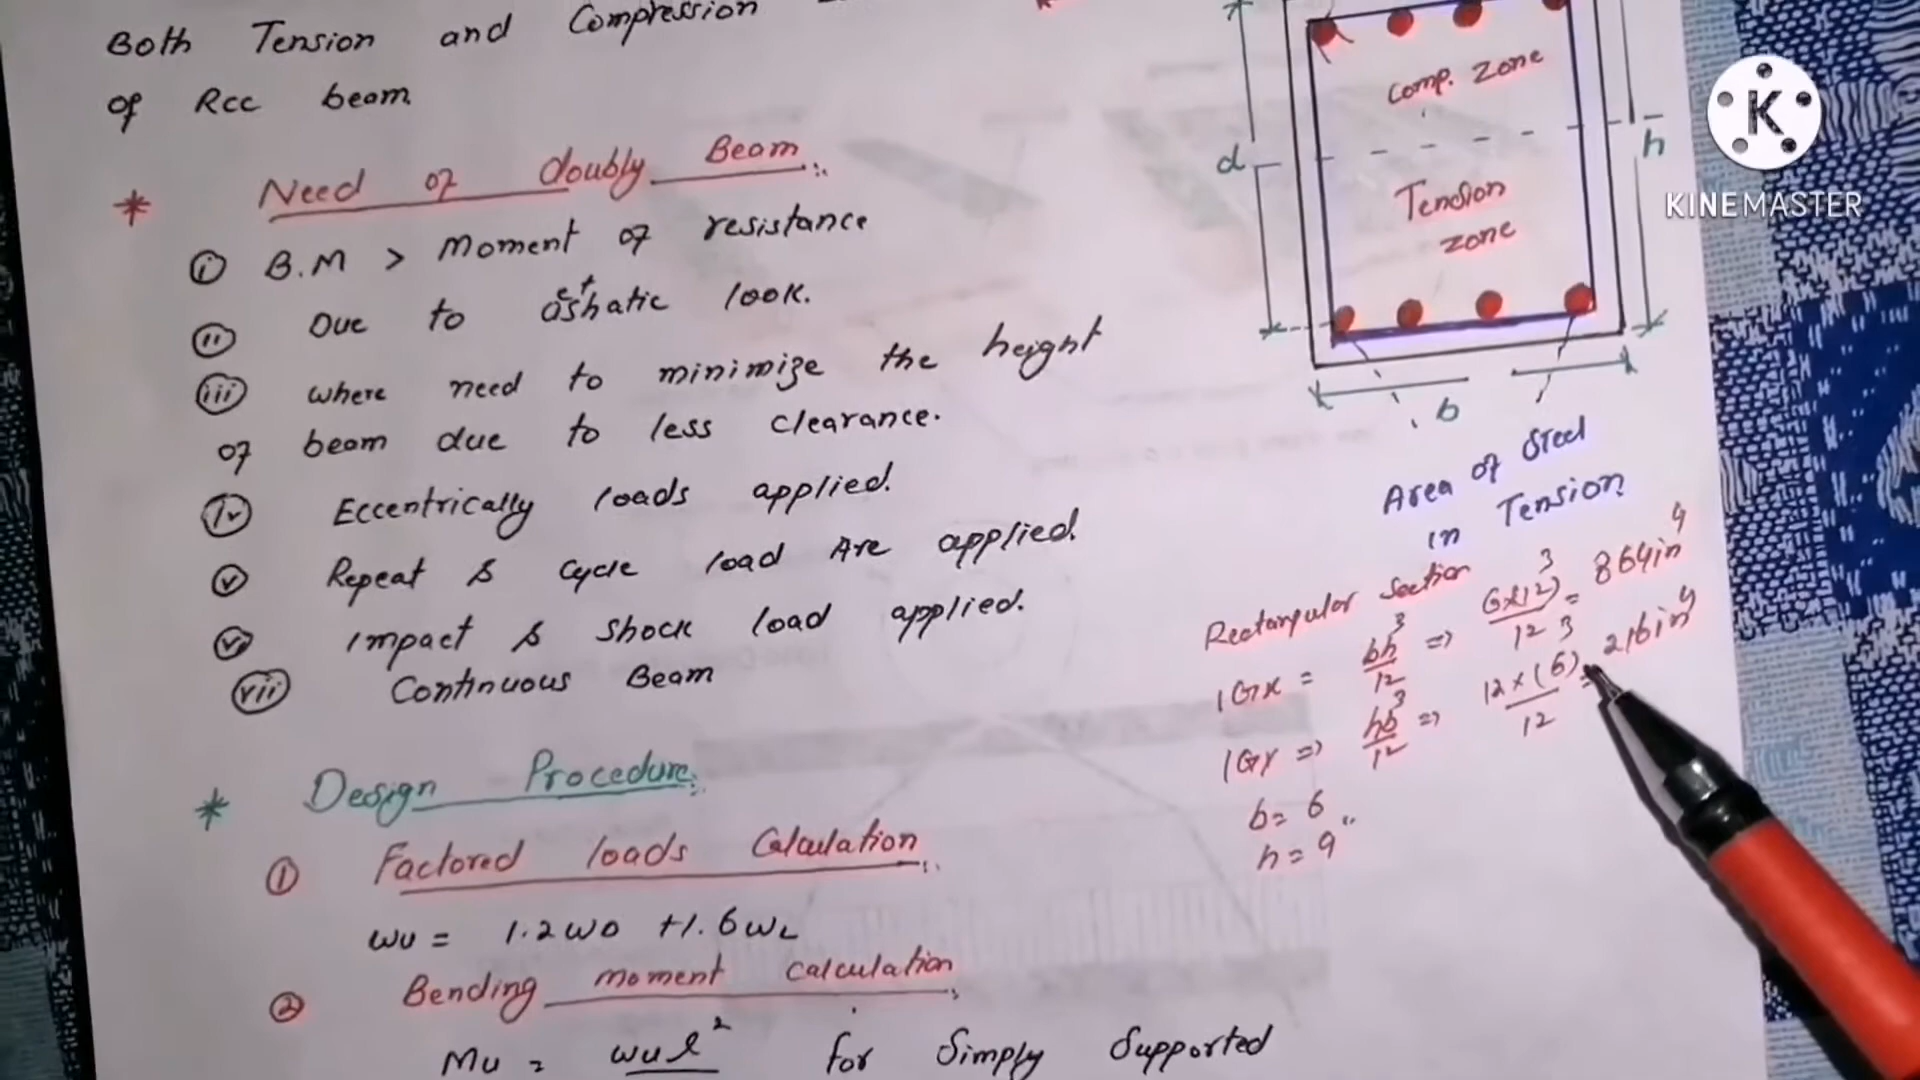 Both Tension and Compression
of Rcc beam
* Need of doubly Beam
(i) B.M > Moment of resistance
(ii) Due to ashatic look.
et
(iii) where need to minimize the height
of beam due to less clearance.
(iv) Eccentrically loads applied.
(v) Repeat & Cycle load Are applied.
(v) Impact & Shock load applied.
(vii) Continuous Beam
* Design Procedure:
① Factored loads Calculation
wu = 1.2wD +1.6wL
② Bending moment calculation
Mu = wul² for Simply Supported
Comp. zone
Tension
zone
d
h
b
Area of Steel
in Tension
Rectangular Section
IGx = bh³/12 => 6x(12)³/12 = 864in⁴
IGY => hb³/12 => 12x(6)³/12 = 216in⁴
b= 6"
h = 9"
K
KINEMASTER